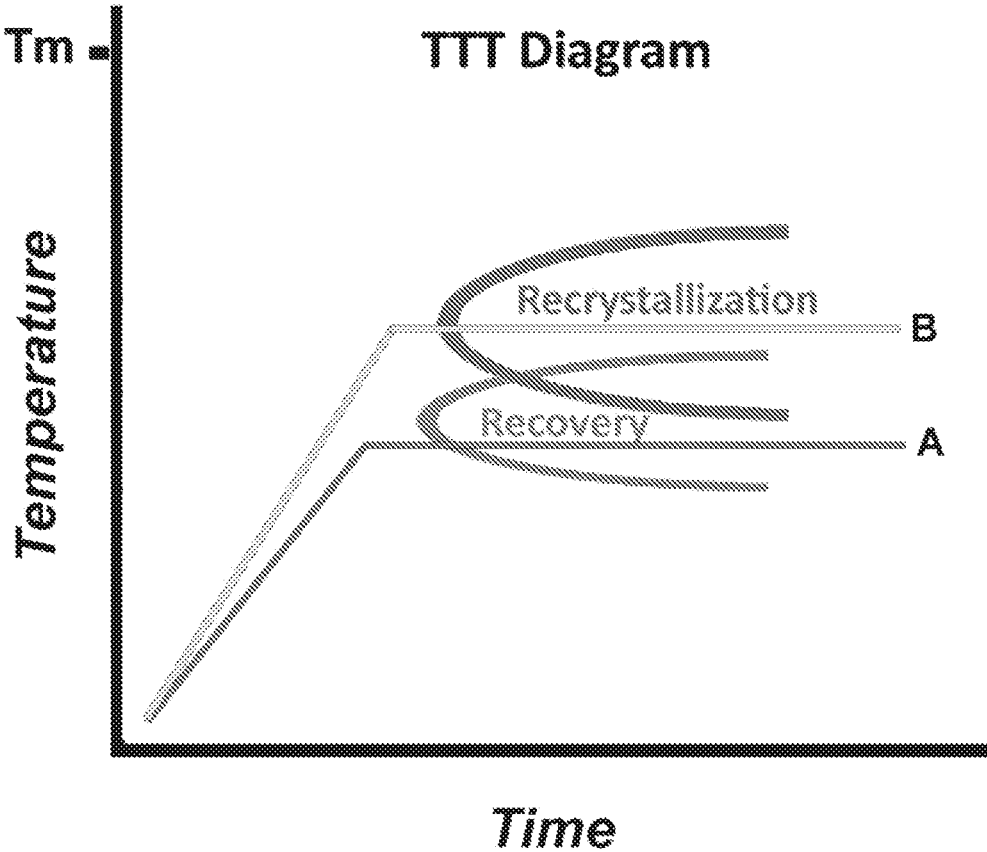 Tm
TTT Diagram
Temperature
Recrystallization
B
Recovery
A
Time